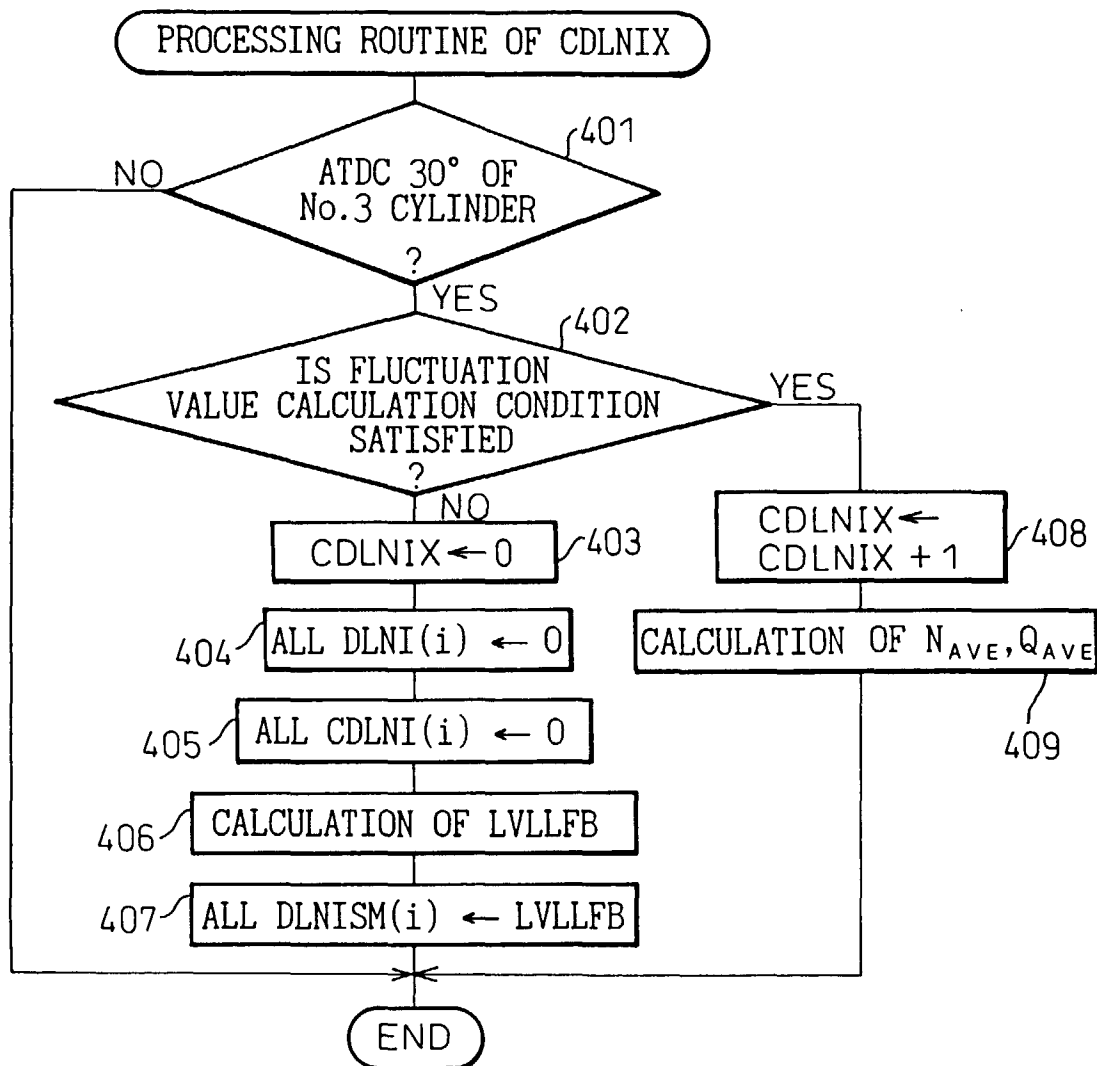 PROCESSING ROUTINE OF CDLNIX
401
ATDC 30° OF
No.3 CYLINDER
?
NO
YES
402
IS FLUCTUATION
VALUE CALCULATION CONDITION
SATISFIED
?
YES
NO
CDLNIX ← 0
403
ALL DLNI(i) ← 0
404
ALL CDLNI(i) ← 0
405
CALCULATION OF LVLLFB
406
ALL DLNISM(i) ← LVLLFB
407
CDLNIX ←
CDLNIX + 1
408
CALCULATION OF NAVE, QAVE
409
END